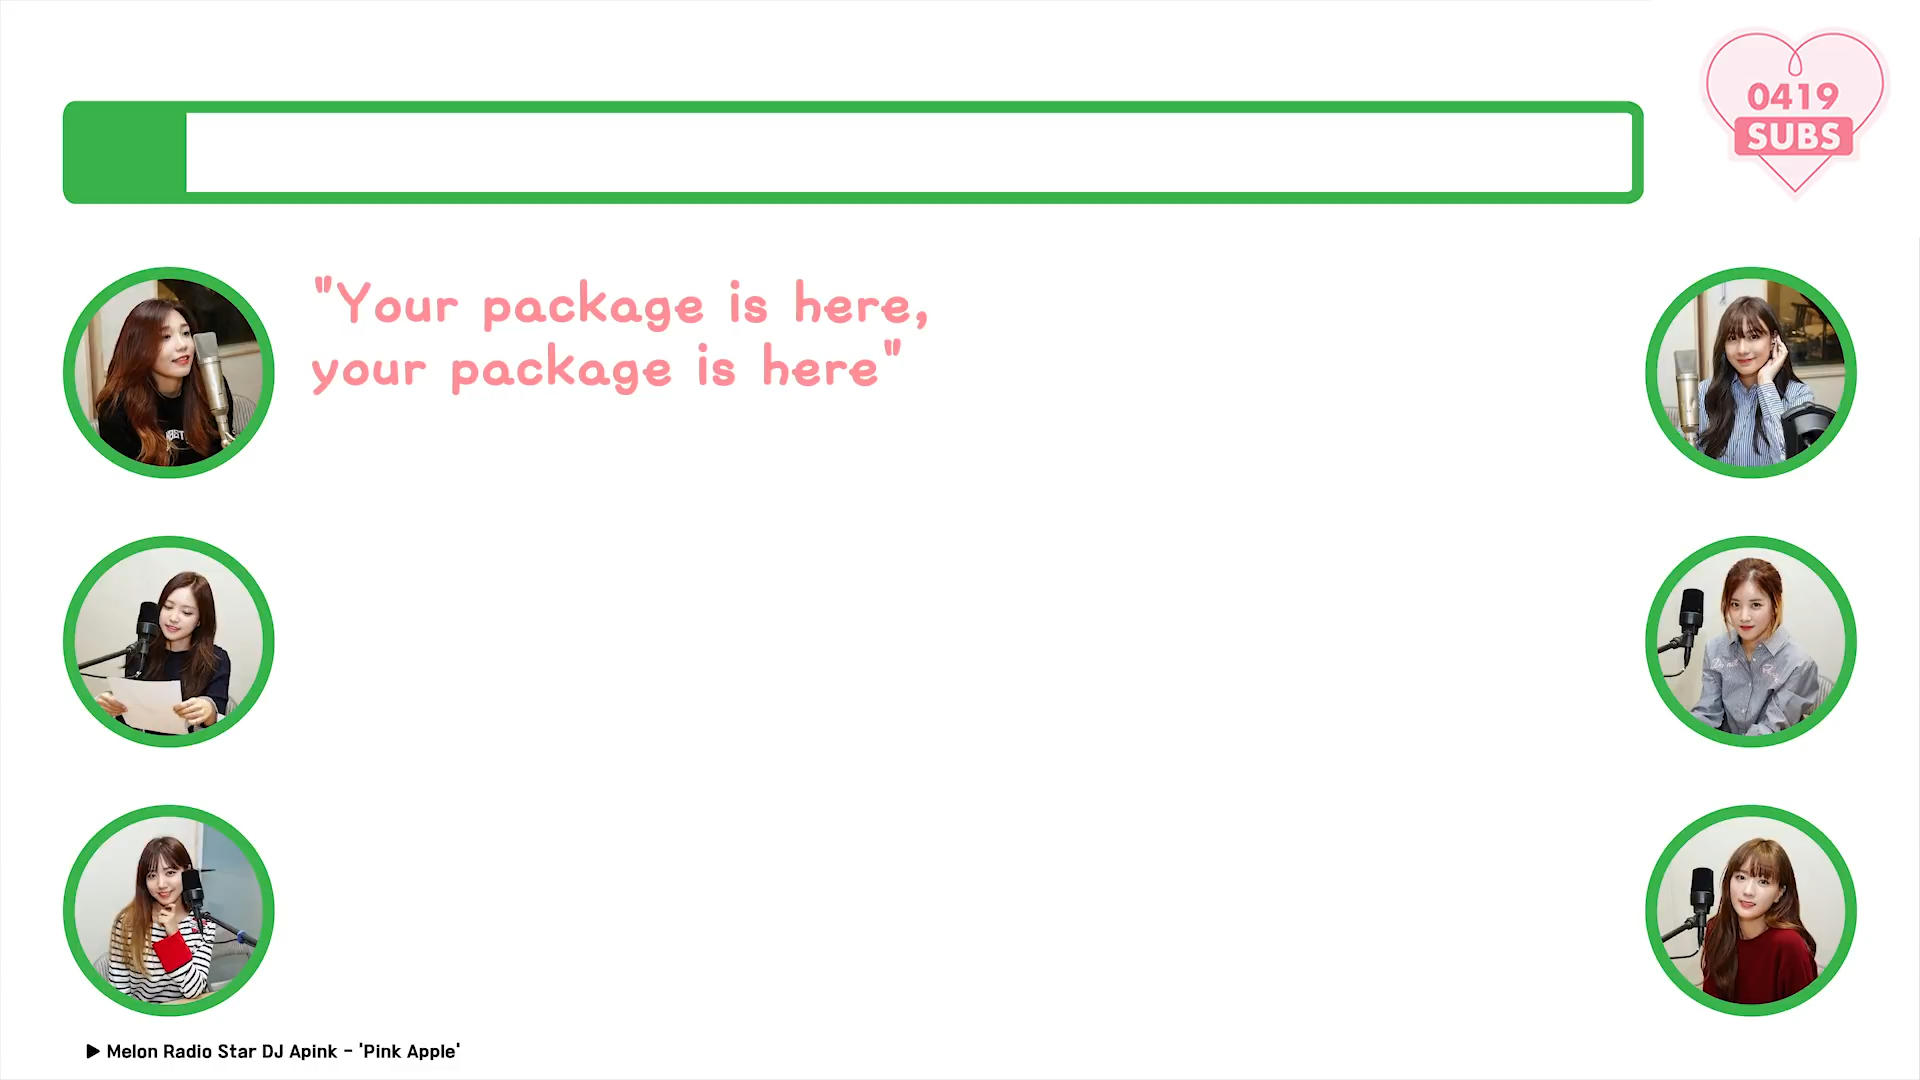 0419
SUBS
"Your package is here,
your package is here"
▶ Melon Radio Star DJ Apink - 'Pink Apple'